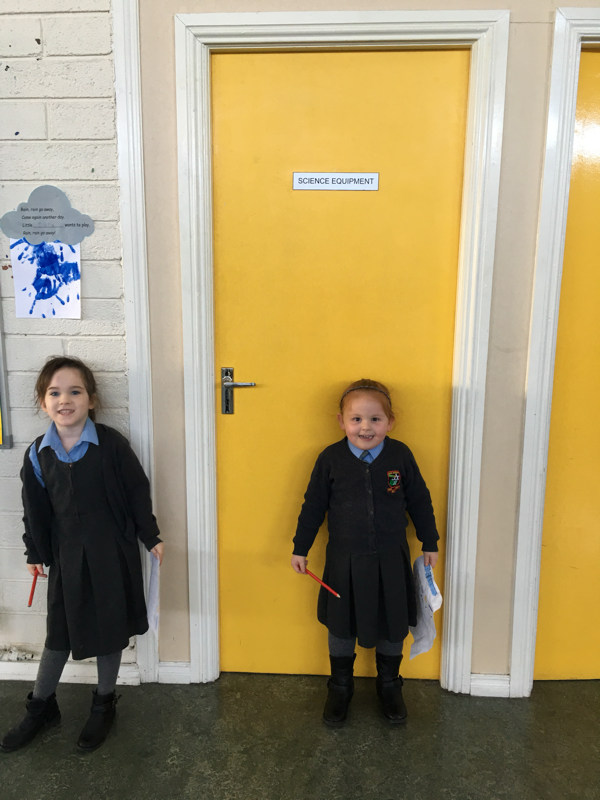 SCIENCE EQUIPMENT
Rain, rain go away,
Come again another day.
Little wants to play.
Rain, rain go away!